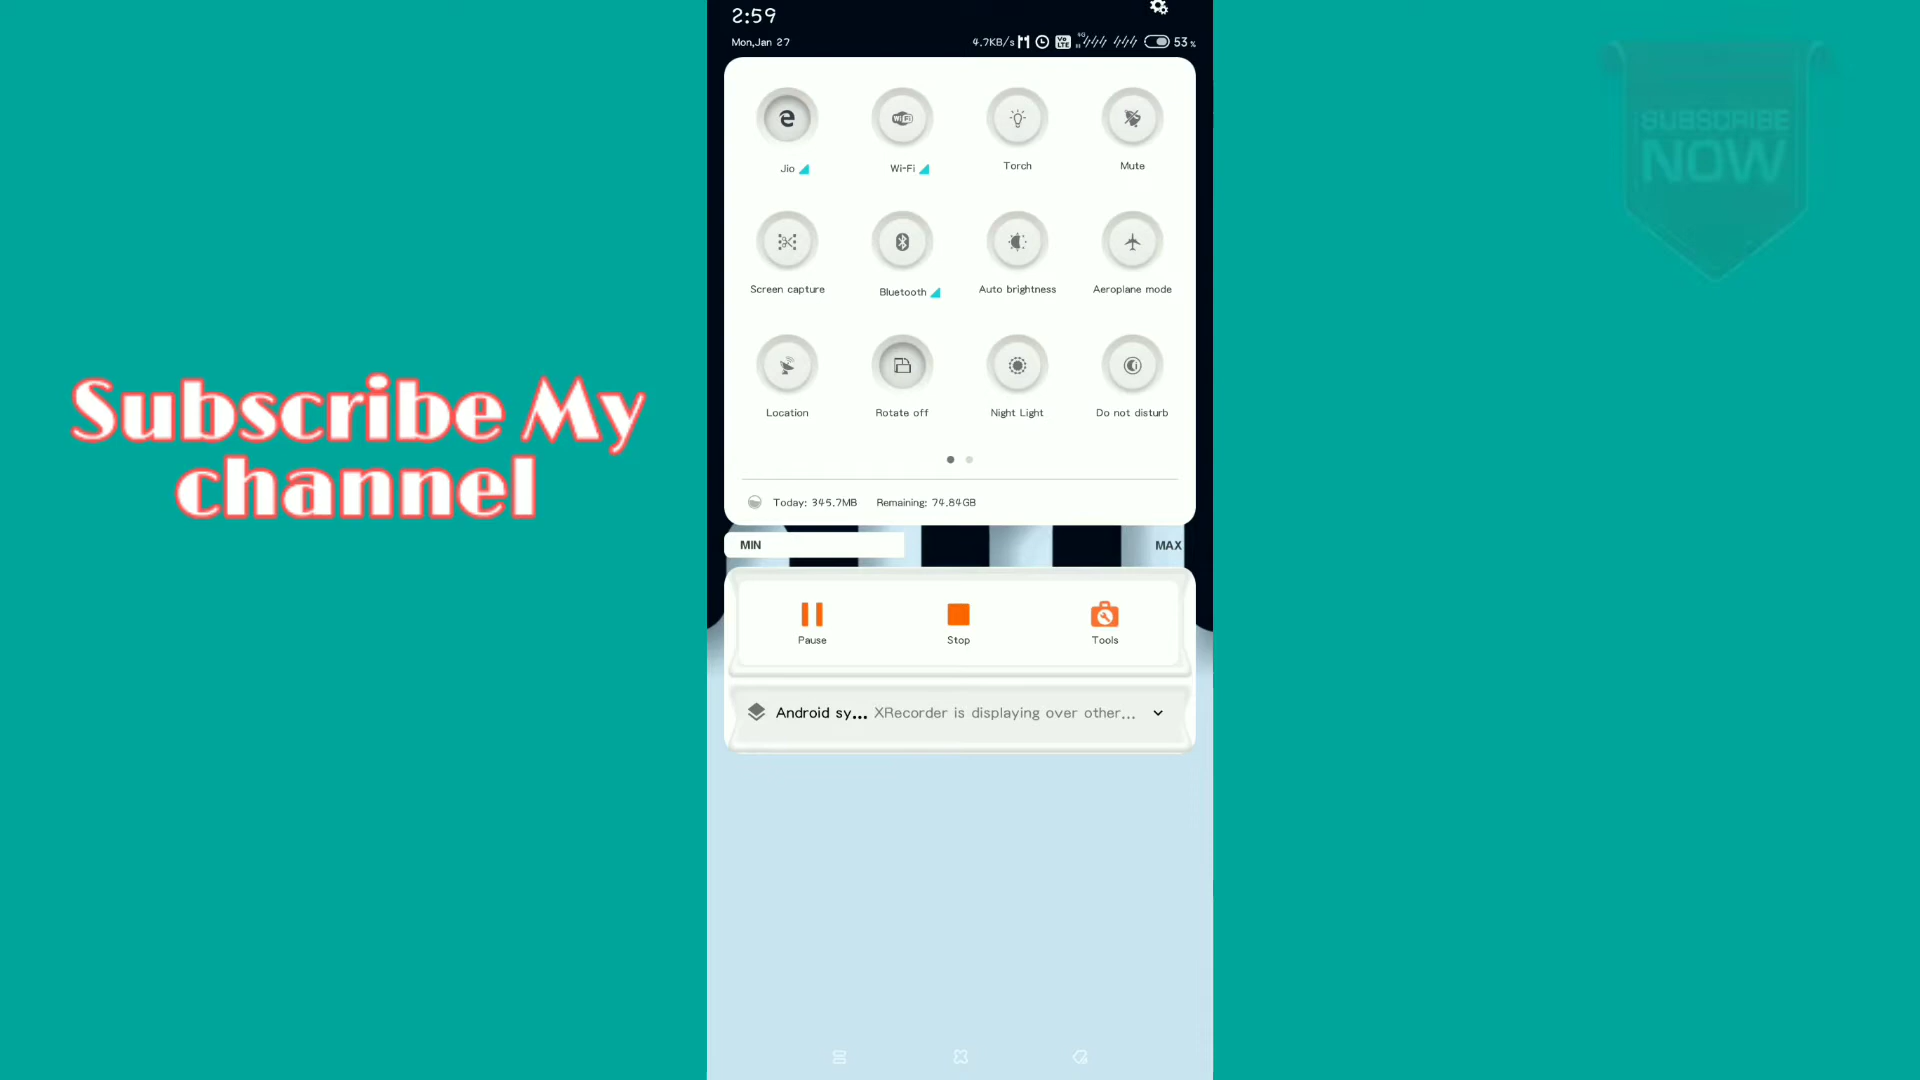 2:59
Mon,Jan 27
4.7KB/s
Vo LTE
53 %
SUBSCRIBE
NOW
Jio
Wi-Fi
Torch
Mute
Screen capture
Bluetooth
Auto brightness
Aeroplane mode
Location
Rotate off
Night Light
Do not disturb
Today: 345.7MB Remaining: 74.84GB
Subscribe My
channel
MIN MAX
Pause
Stop
Tools
Android sy... XRecorder is displaying over other...